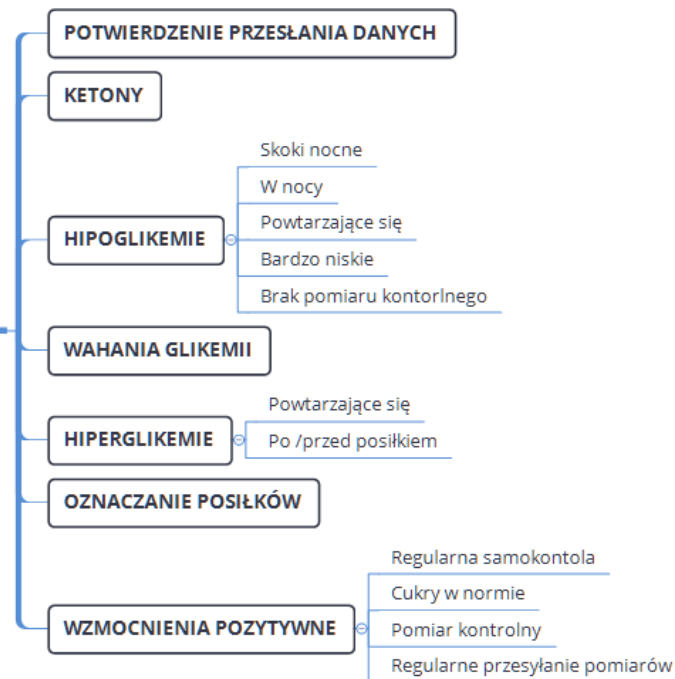 POTWIERDZENIE PRZESŁANIA DANYCH
KETONY
HIPOGLIKEMIE
Skoki nocne
W nocy
Powtarzające się
Bardzo niskie
Brak pomiaru kontorlnego
WAHANIA GLIKEMII
HIPERGLIKEMIE
Powtarzające się
Po /przed posiłkiem
OZNACZANIE POSIŁKÓW
WZMOCNIENIA POZYTYWNE
Regularna samokontola
Cukry w normie
Pomiar kontrolny
Regularne przesyłanie pomiarów